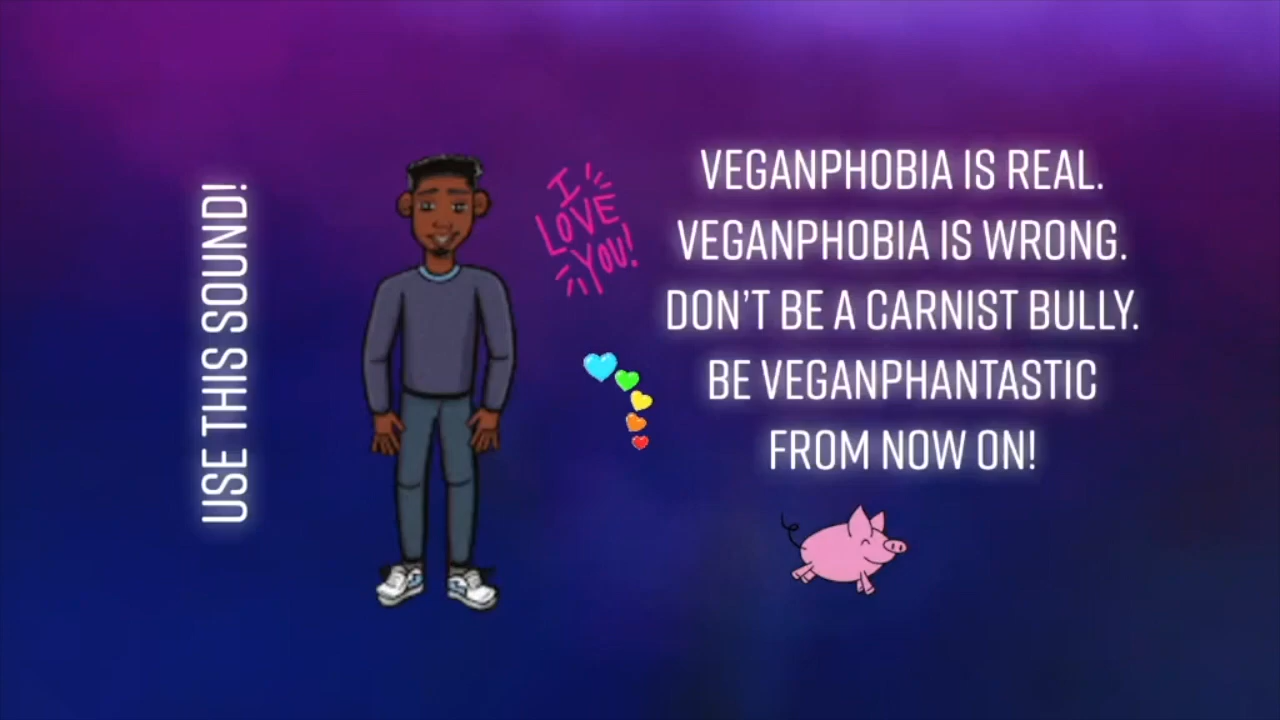 USE THIS SOUND!
I
LOVE
YOU!
VEGANPHOBIA IS REAL.
VEGANPHOBIA IS WRONG.
DON'T BE A CARNIST BULLY.
BE VEGANPHANTASTIC
FROM NOW ON!